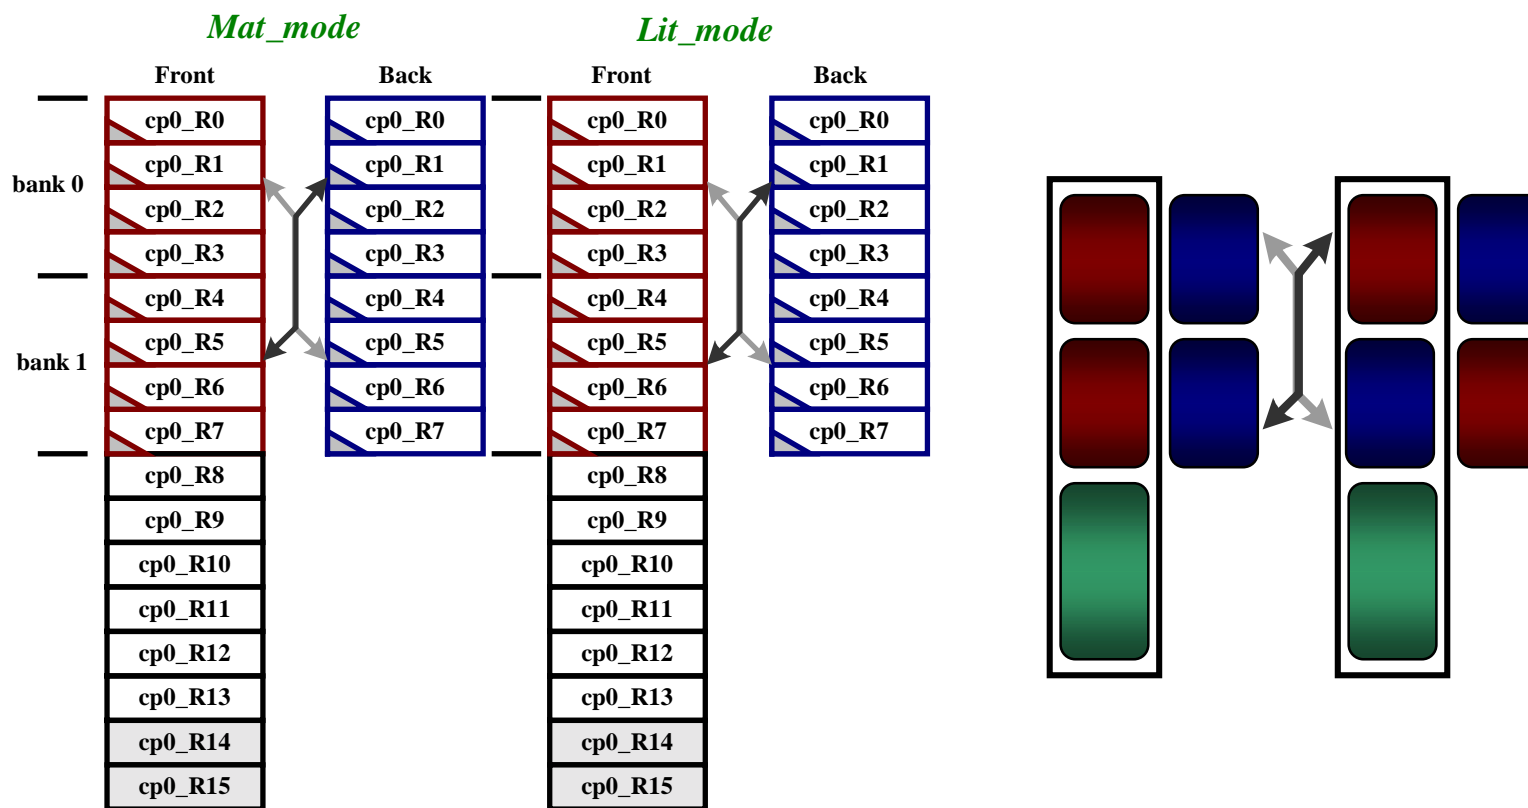 Mat_mode Lit_mode
Front Back Front Back
cp0_R0 cp0_R0 cp0_R0 cp0_R0
cp0_R1 cp0_R1 cp0_R1 cp0_R1
bank 0
cp0_R2 cp0_R2 cp0_R2 cp0_R2
cp0_R3 cp0_R3 cp0_R3 cp0_R3
cp0_R4 cp0_R4 cp0_R4 cp0_R4
cp0_R5 cp0_R5 cp0_R5 cp0_R5
bank 1
cp0_R6 cp0_R6 cp0_R6 cp0_R6
cp0_R7 cp0_R7 cp0_R7 cp0_R7
cp0_R8 cp0_R8
cp0_R9 cp0_R9
cp0_R10 cp0_R10
cp0_R11 cp0_R11
cp0_R12 cp0_R12
cp0_R13 cp0_R13
cp0_R14 cp0_R14
cp0_R15 cp0_R15